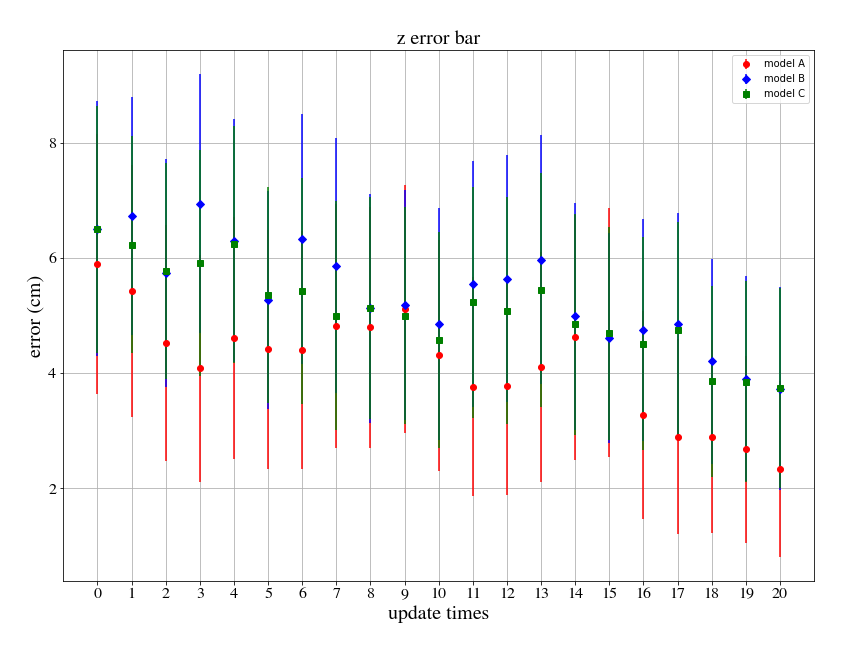 z error bar
model A
model B
model C
8
6
4
2
error (cm)
0 1 2 3 4 5 6 7 8 9 10 11 12 13 14 15 16 17 18 19 20
update times